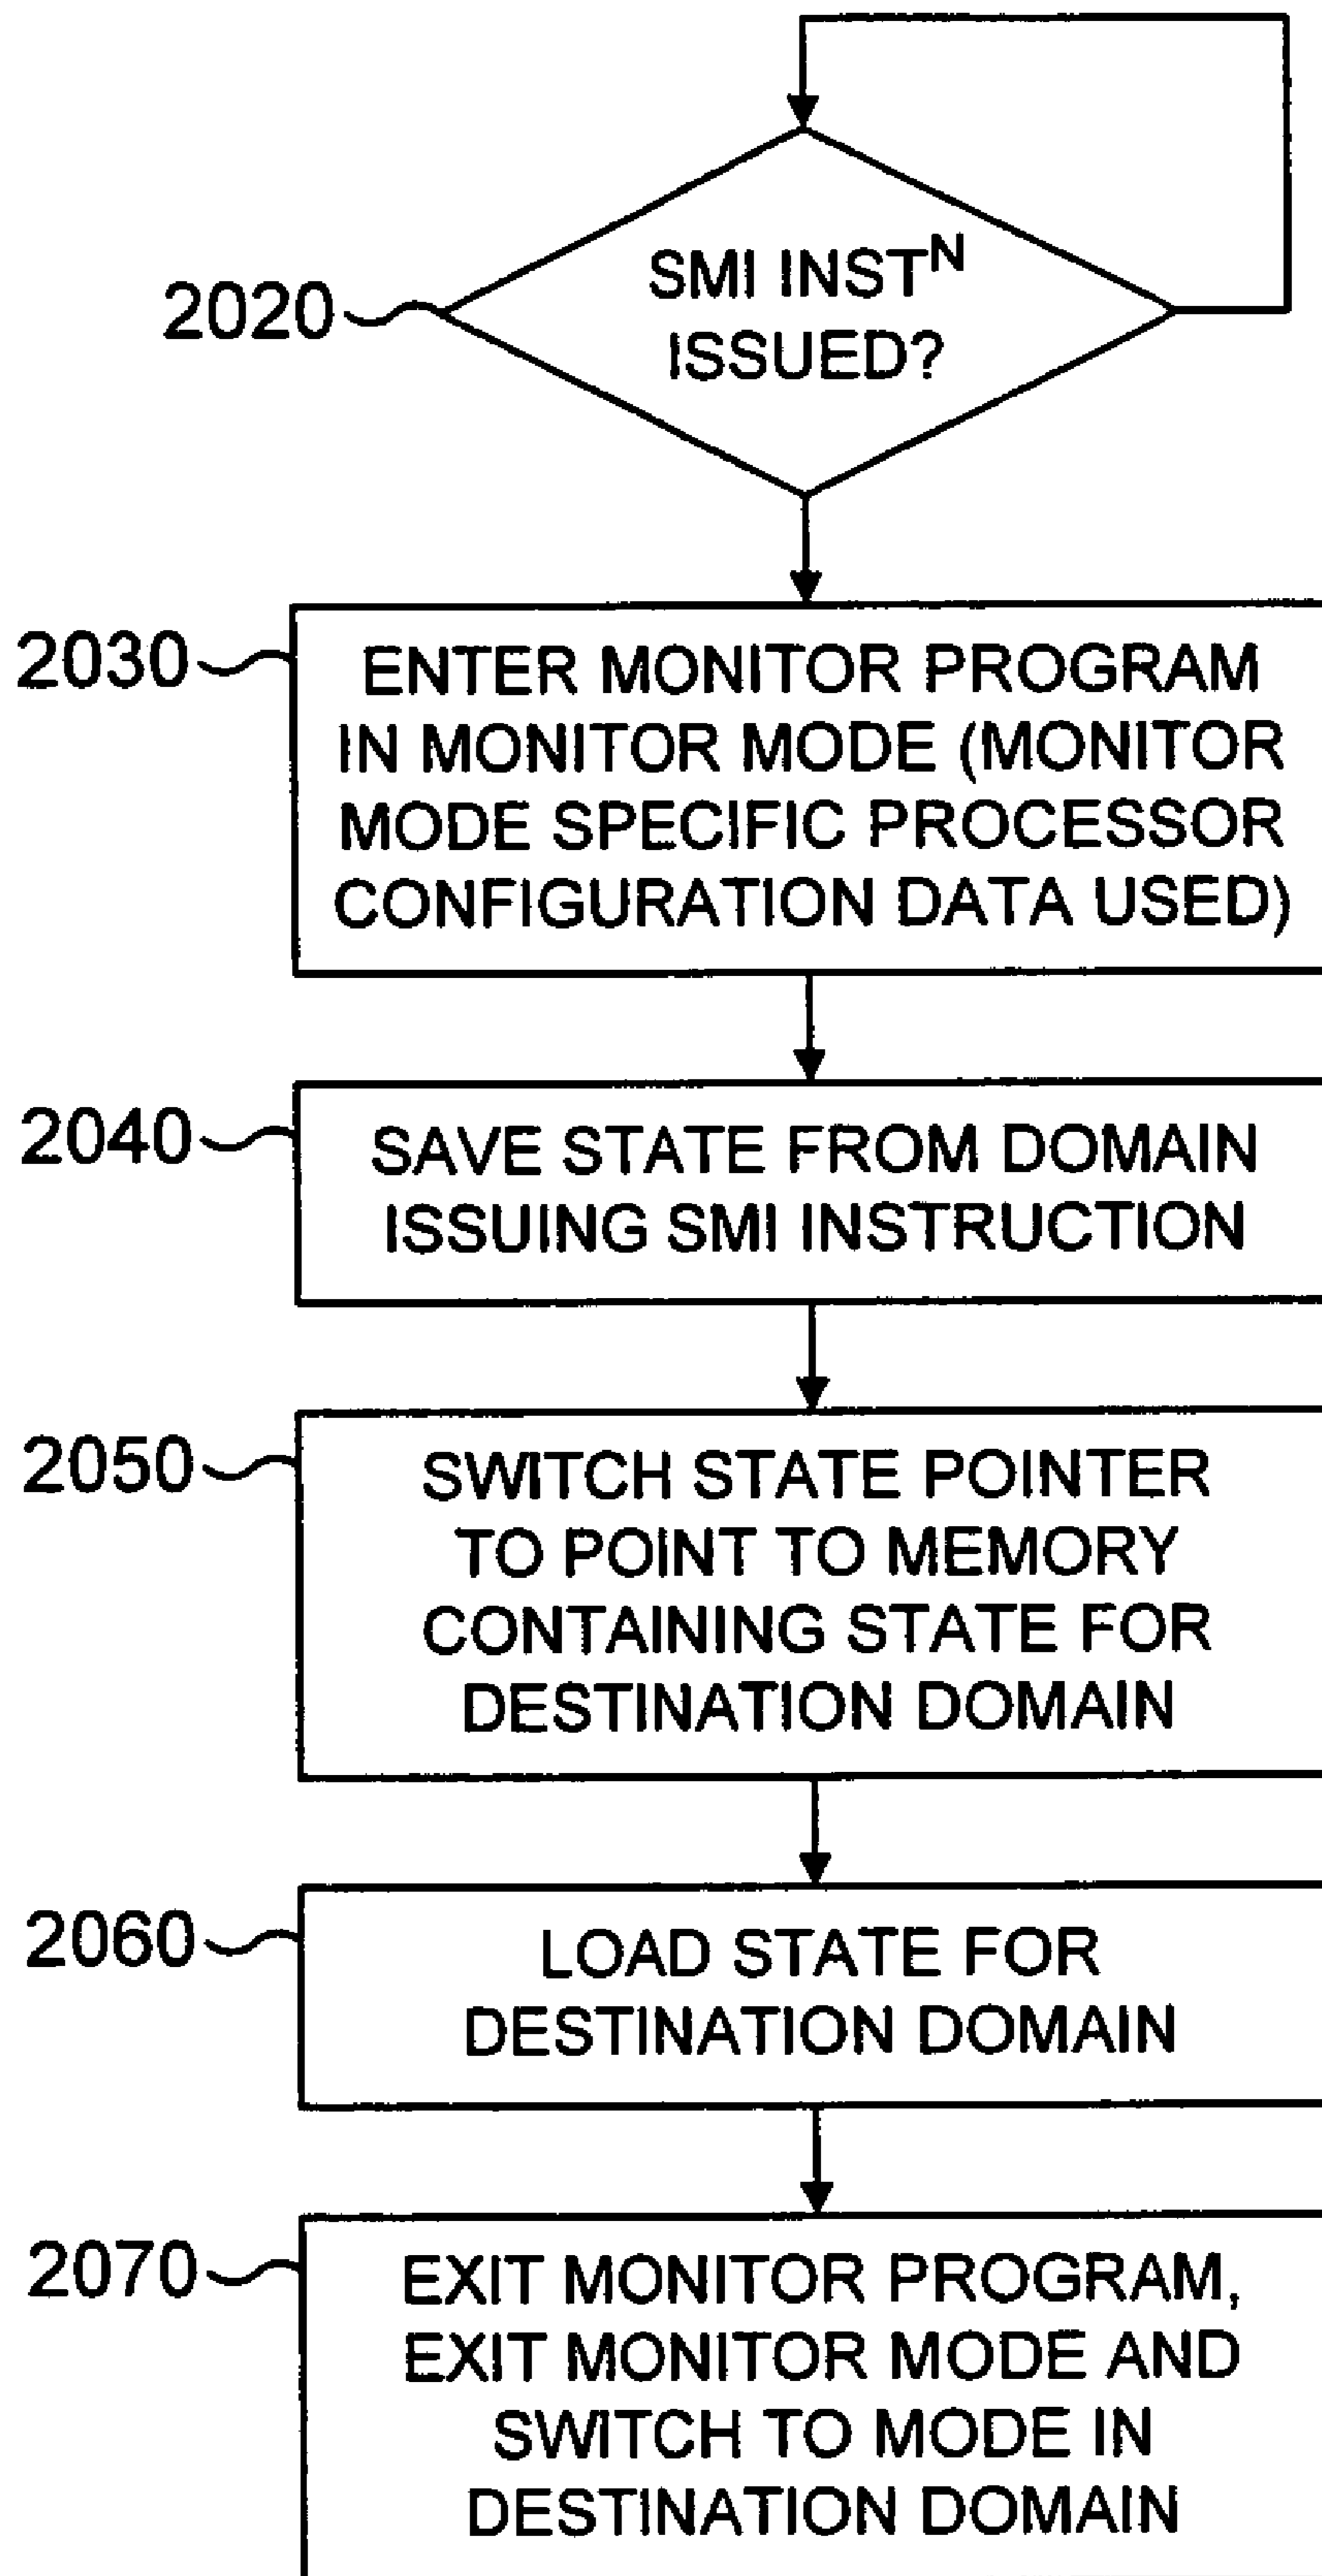 2020
SMI INSTᴺ
ISSUED?
2030
ENTER MONITOR PROGRAM
IN MONITOR MODE (MONITOR
MODE SPECIFIC PROCESSOR
CONFIGURATION DATA USED)
2040
SAVE STATE FROM DOMAIN
ISSUING SMI INSTRUCTION
2050
SWITCH STATE POINTER
TO POINT TO MEMORY
CONTAINING STATE FOR
DESTINATION DOMAIN
2060
LOAD STATE FOR
DESTINATION DOMAIN
2070
EXIT MONITOR PROGRAM,
EXIT MONITOR MODE AND
SWITCH TO MODE IN
DESTINATION DOMAIN